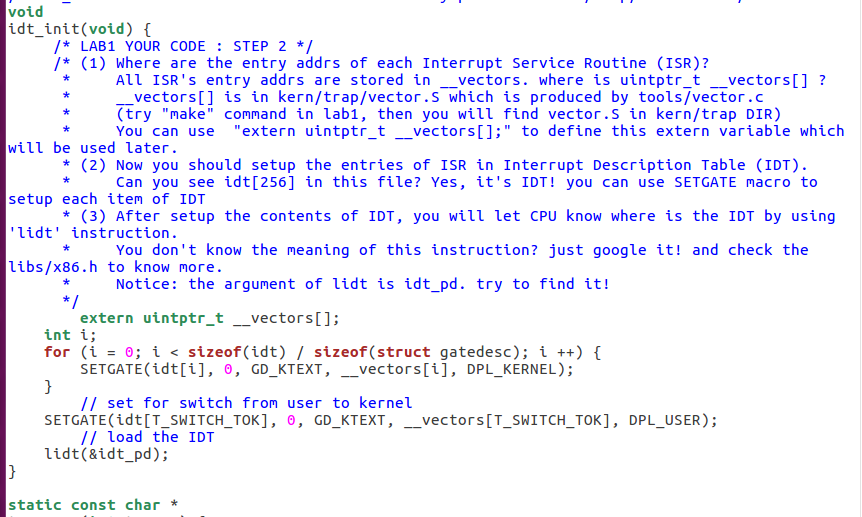 void
idt_init(void) {
     /* LAB1 YOUR CODE : STEP 2 */
     /* (1) Where are the entry addrs of each Interrupt Service Routine (ISR)?
      *     All ISR's entry addrs are stored in __vectors. where is uintptr_t __vectors[] ?
      *     __vectors[] is in kern/trap/vector.S which is produced by tools/vector.c
      *     (try "make" command in lab1, then you will find vector.S in kern/trap DIR)
      *     You can use  "extern uintptr_t __vectors[];" to define this extern variable which
will be used later.
      * (2) Now you should setup the entries of ISR in Interrupt Description Table (IDT).
      *     Can you see idt[256] in this file? Yes, it's IDT! you can use SETGATE macro to
setup each item of IDT
      * (3) After setup the contents of IDT, you will let CPU know where is the IDT by using
'lidt' instruction.
      *     You don't know the meaning of this instruction? just google it! and check the
libs/x86.h to know more.
      *     Notice: the argument of lidt is idt_pd. try to find it!
      */
        extern uintptr_t __vectors[];
    int i;
    for (i = 0; i < sizeof(idt) / sizeof(struct gatedesc); i ++) {
        SETGATE(idt[i], 0, GD_KTEXT, __vectors[i], DPL_KERNEL);
    }
        // set for switch from user to kernel
    SETGATE(idt[T_SWITCH_TOK], 0, GD_KTEXT, __vectors[T_SWITCH_TOK], DPL_USER);
        // load the IDT
    lidt(&idt_pd);
}
static const char *